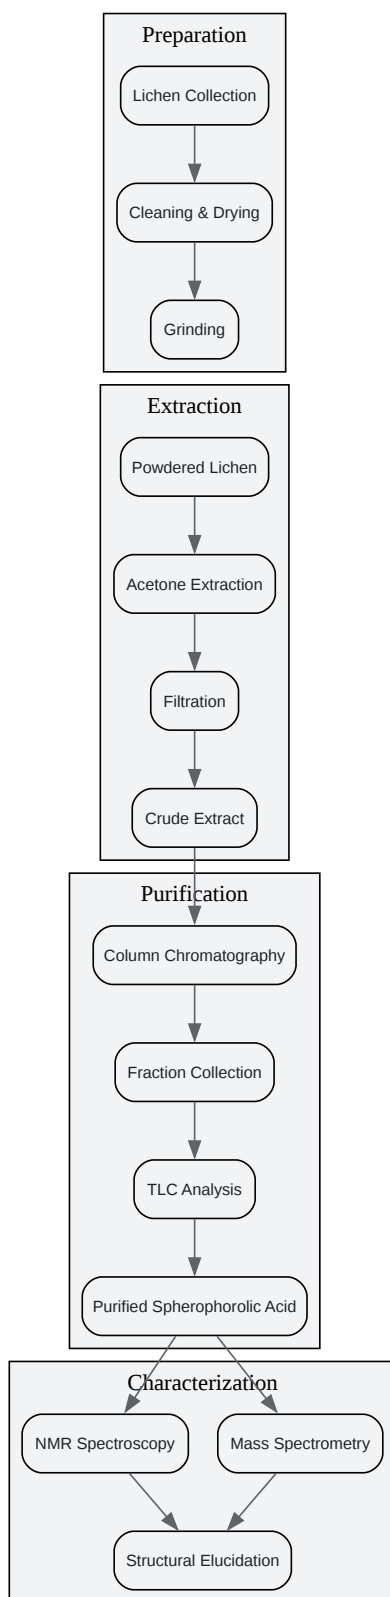 Preparation
Lichen Collection
Cleaning & Drying
Grinding
Extraction
Powdered Lichen
Acetone Extraction
Filtration
Crude Extract
Purification
Column Chromatography
Fraction Collection
TLC Analysis
Purified Spherophorolic Acid
Characterization
NMR Spectroscopy
Mass Spectrometry
Structural Elucidation